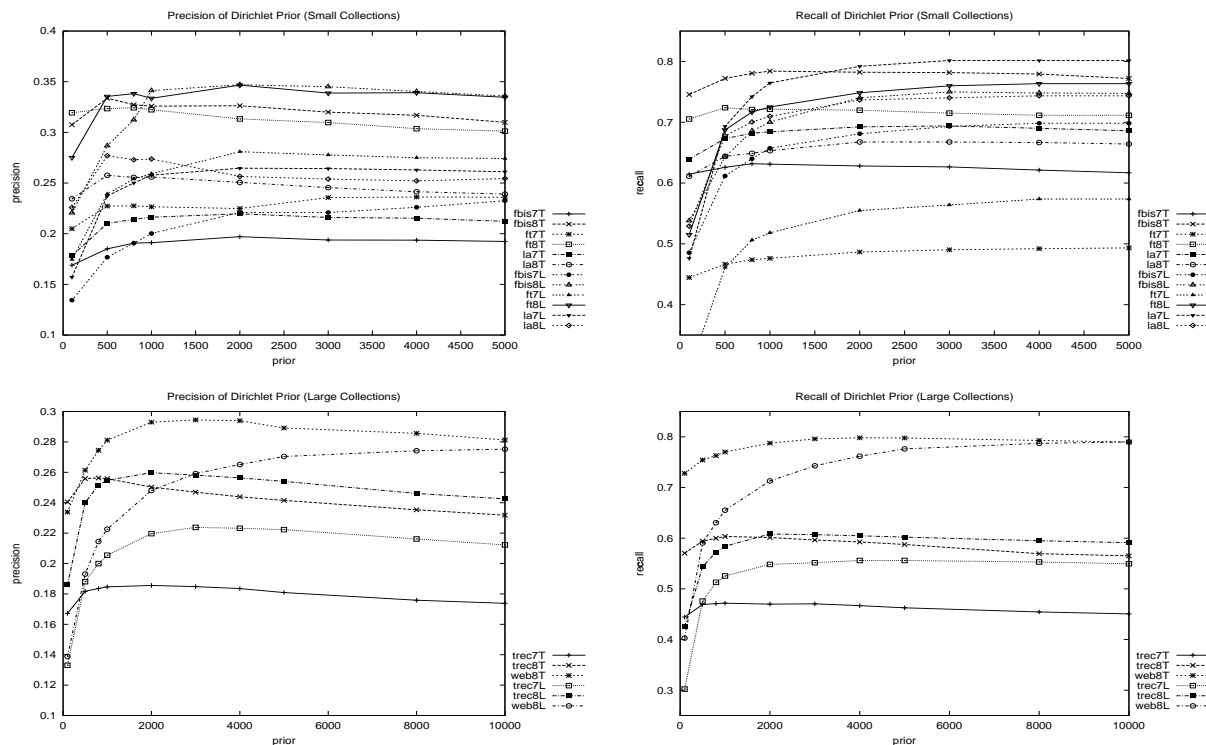 Precision of Dirichlet Prior (Small Collections)
0.4
0.35
0.3
0.25
0.2
0.15
0.1
precision
0 500 1000 1500 2000 2500 3000 3500 4000 4500 5000
prior
fbis7T
fbis8T
ft7T
ft8T
la7T
la8T
fbis7L
fbis8L
ft7L
ft8L
la7L
la8L
Recall of Dirichlet Prior (Small Collections)
0.8
0.7
0.6
0.5
0.4
recall
0 500 1000 1500 2000 2500 3000 3500 4000 4500 5000
prior
fbis7T
fbis8T
ft7T
ft8T
la7T
la8T
fbis7L
fbis8L
ft7L
ft8L
la7L
la8L
Precision of Dirichlet Prior (Large Collections)
0.3
0.28
0.26
0.24
0.22
0.2
0.18
0.16
0.14
0.12
0.1
precision
0 2000 4000 6000 8000 10000
prior
trec7T
trec8T
web8T
trec7L
trec8L
web8L
Recall of Dirichlet Prior (Large Collections)
0.8
0.7
0.6
0.5
0.4
0.3
recall
0 2000 4000 6000 8000 10000
prior
trec7T
trec8T
web8T
trec7L
trec8L
web8L